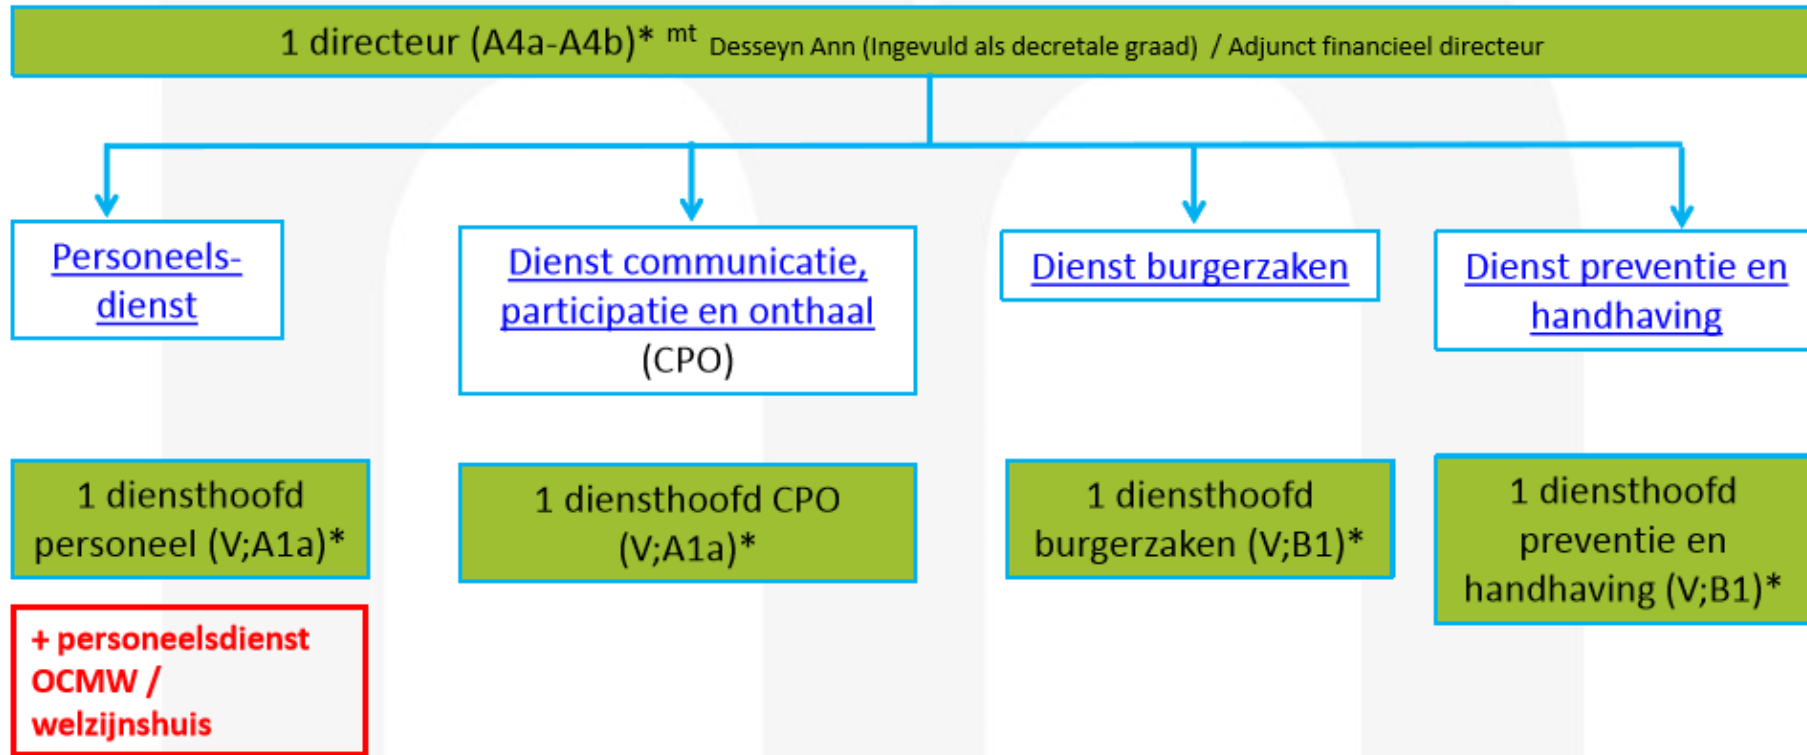 1 directeur (A4a-A4b)* mt Desseyn Ann (Ingevuld als decretale graad) / Adjunct financieel directeur
Personeels-
dienst
Dienst communicatie,
participatie en onthaal
(CPO)
Dienst burgerzaken
Dienst preventie en
handhaving
1 diensthoofd
personeel (V;A1a)*
1 diensthoofd CPO
(V;A1a)*
1 diensthoofd
burgerzaken (V;B1)*
1 diensthoofd
preventie en
handhaving (V;B1)*
+ personeelsdienst
OCMW /
welzijnshuis